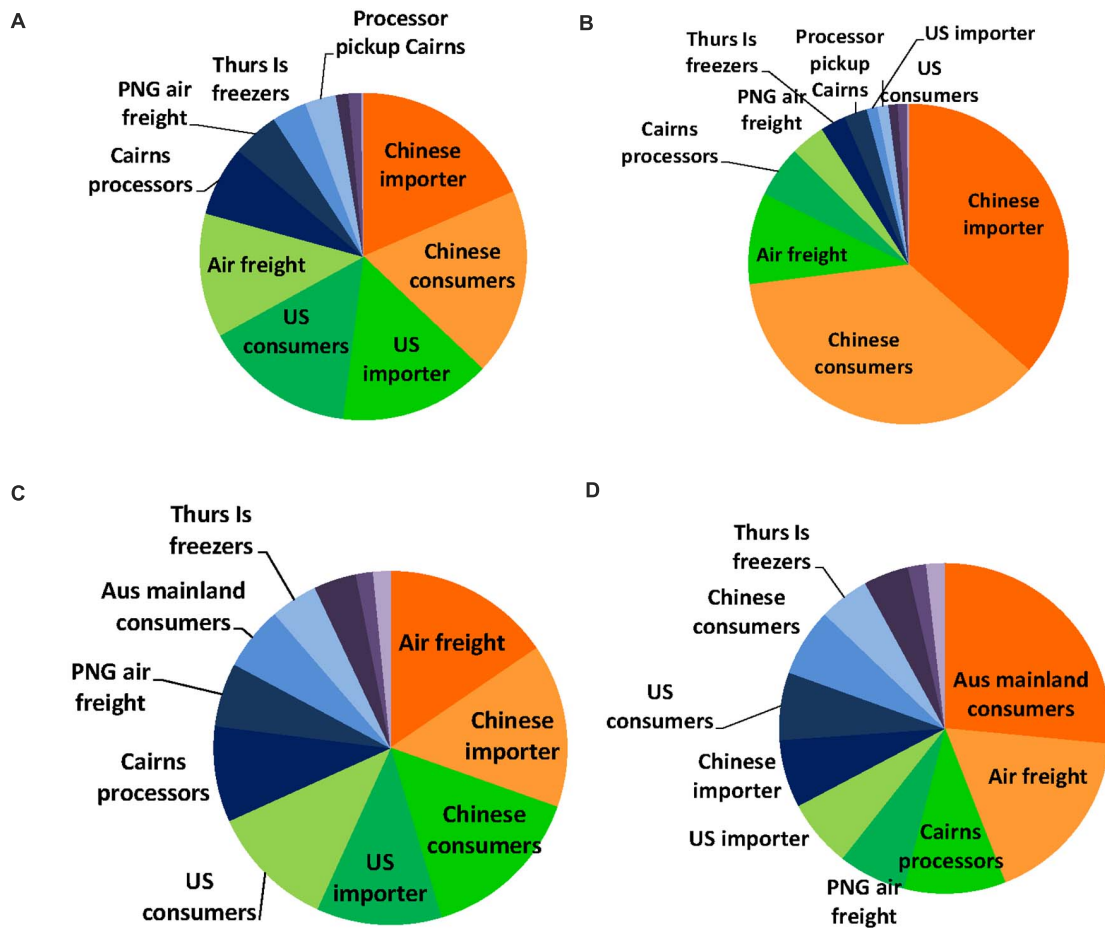 A
Processor
pickup Cairns
Thurs Is
freezers
PNG air
freight
Cairns
processors
Air freight
US
consumers
US
importer
Chinese
consumers
Chinese
importer
B
US importer
Processor
pickup
Cairns
US
consumers
Thurs Is
freezers
PNG air
freight
Cairns
processors
Air freight
Chinese
importer
Chinese
consumers
C
Thurs Is
freezers
Aus mainland
consumers
PNG air
freight
Cairns
processors
US
consumers
US
importer
Chinese
consumers
Chinese
importer
Air freight
D
Thurs Is
freezers
Chinese
consumers
US
consumers
Chinese
importer
US importer
PNG air
freight
Cairns
processors
Air freight
Aus mainland
consumers